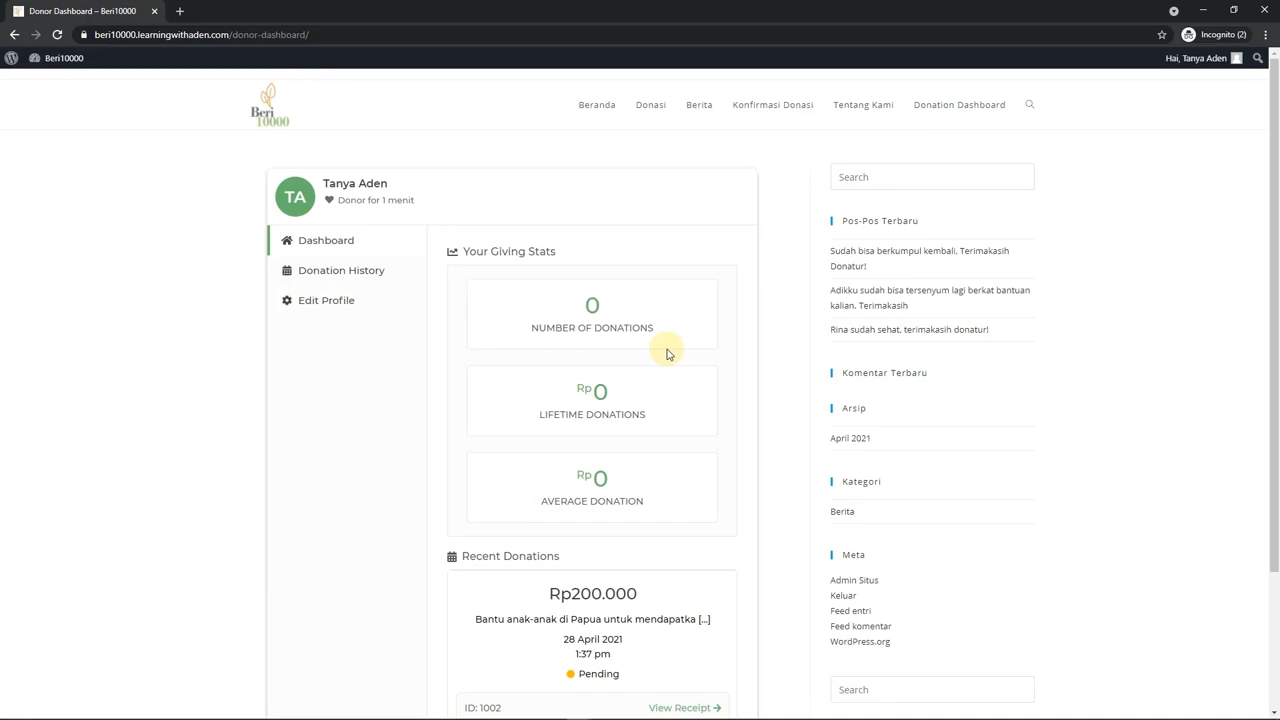 Donor Dashboard – Beri10000
beri10000.learningwithaden.com/donor-dashboard/
Incognito (2)
Beri10000
Hai, Tanya Aden
Beri
10000
Beranda
Donasi
Berita
Konfirmasi Donasi
Tentang Kami
Donation Dashboard
TA
Tanya Aden
Donor for 1 menit
Dashboard
Donation History
Edit Profile
Your Giving Stats
0
NUMBER OF DONATIONS
Rp0
LIFETIME DONATIONS
Rp0
AVERAGE DONATION
Recent Donations
Rp200.000
Bantu anak-anak di Papua untuk mendapatka [...]
28 April 2021
1:37 pm
Pending
ID: 1002
View Receipt
Search
Pos-Pos Terbaru
Sudah bisa berkumpul kembali, Terimakasih
Donatur!
Adikku sudah bisa tersenyum lagi berkat bantuan
kalian. Terimakasih
Rina sudah sehat, terimakasih donatur!
Komentar Terbaru
Arsip
April 2021
Kategori
Berita
Meta
Admin Situs
Keluar
Feed entri
Feed komentar
WordPress.org
Search